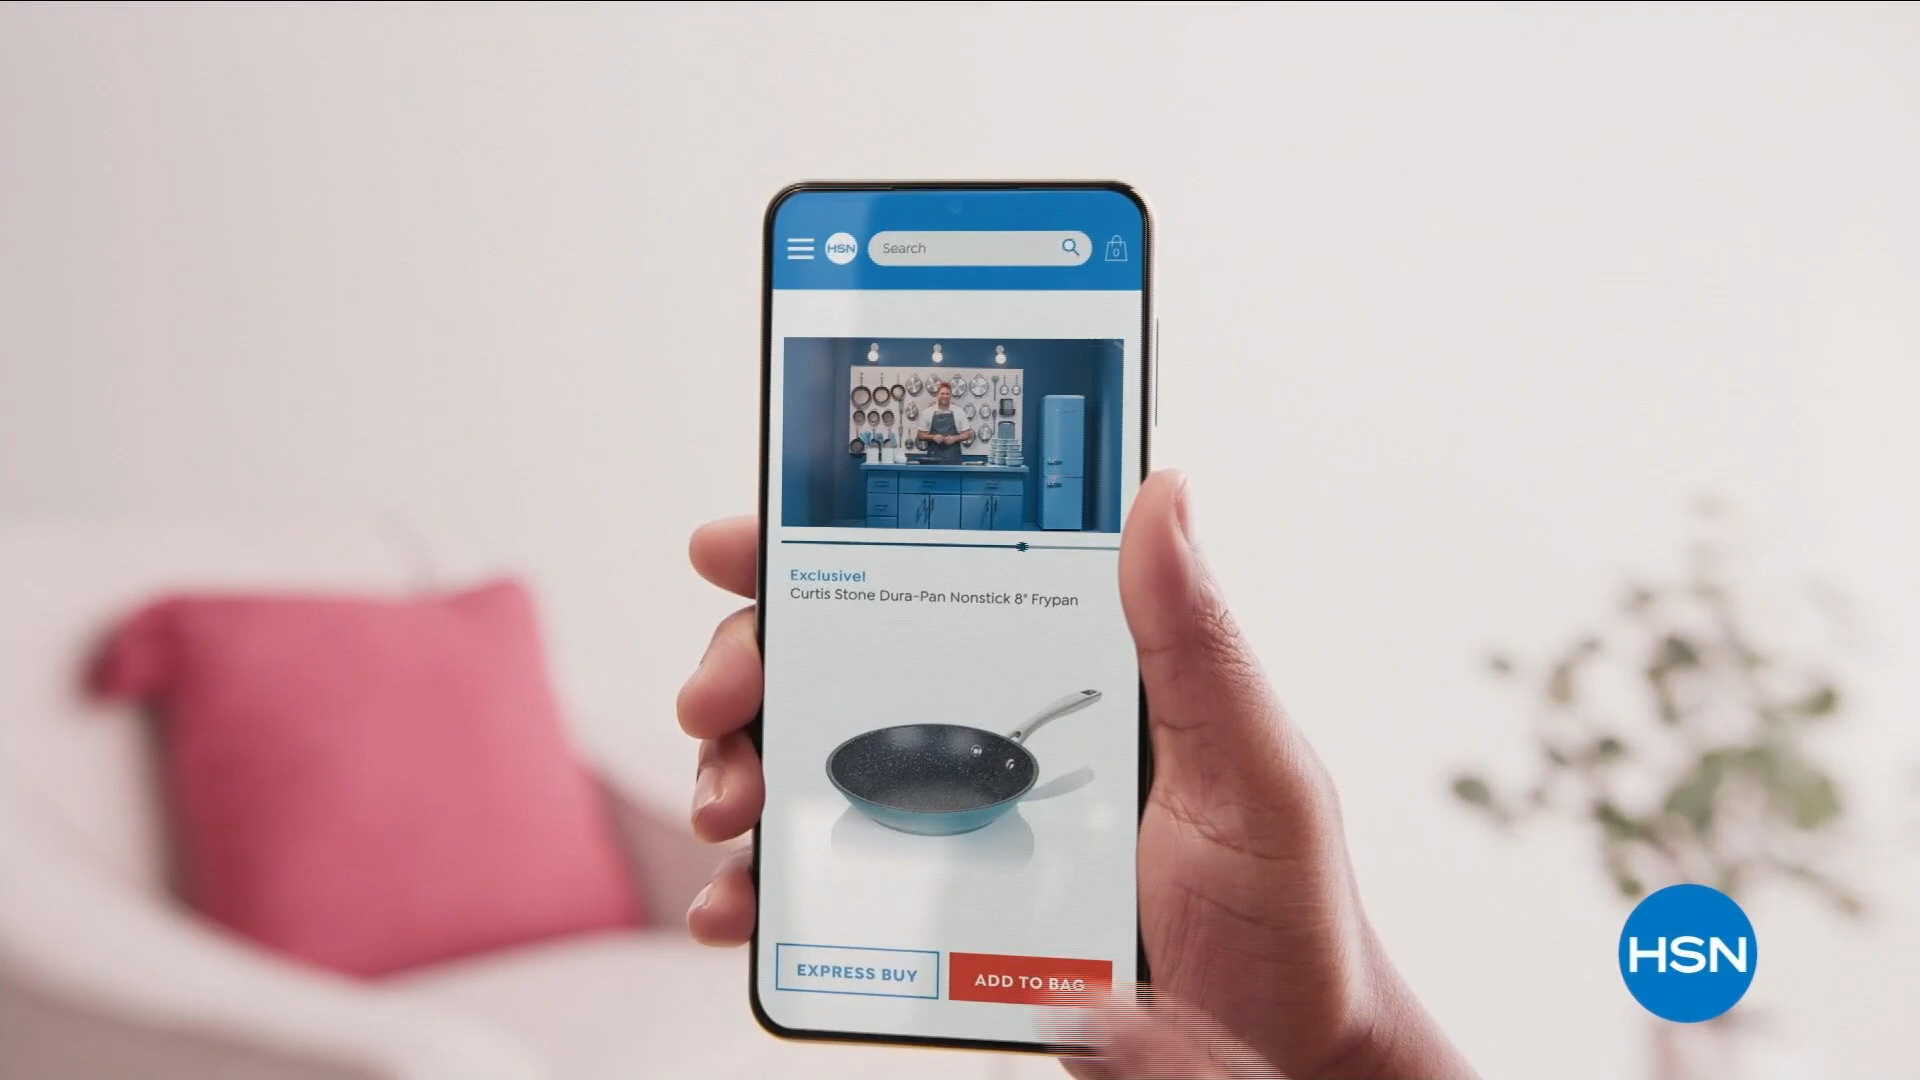 HSN
Search
0
Exclusive!
Curtis Stone Dura-Pan Nonstick 8" Frypan
EXPRESS BUY
ADD TO BAG
HSN